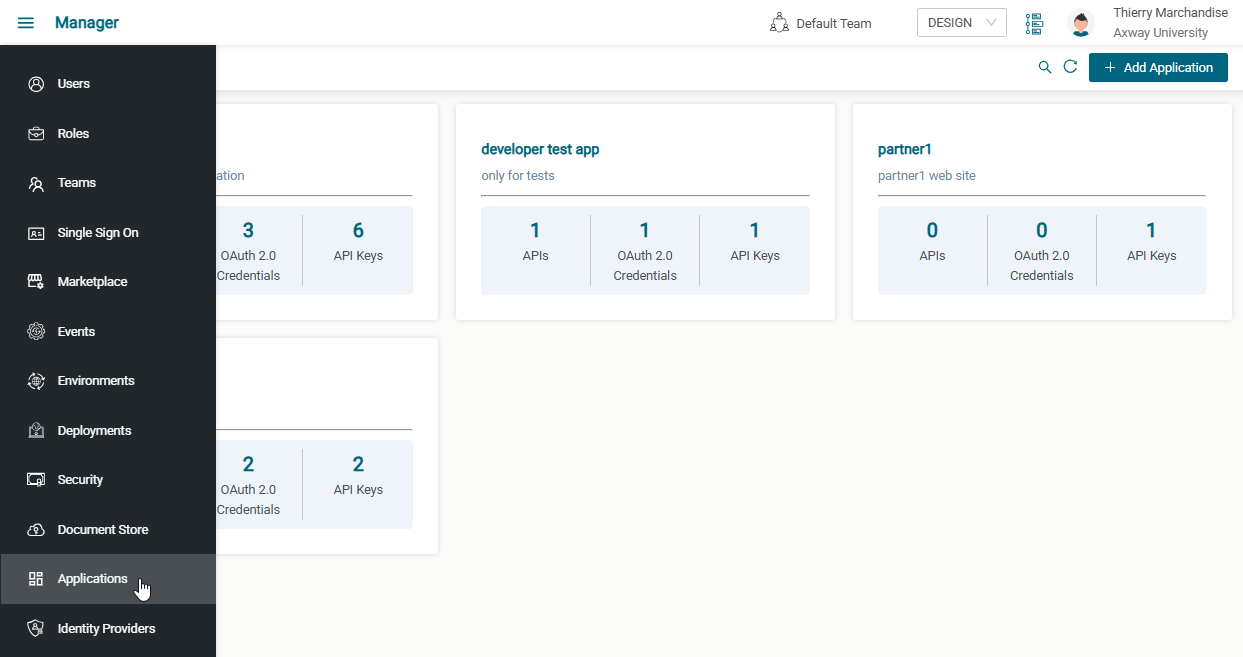 Manager
Default Team
DESIGN
Thierry Marchandise
Axway University
Add Application
Users
Roles
Teams
Single Sign On
Marketplace
Events
Environments
Deployments
Security
Document Store
Applications
Identity Providers
ation
3
OAuth 2.0
Credentials
6
API Keys
developer test app
only for tests
1
APIs
1
OAuth 2.0
Credentials
1
API Keys
partner1
partner1 web site
0
APIs
0
OAuth 2.0
Credentials
1
API Keys
2
OAuth 2.0
Credentials
2
API Keys